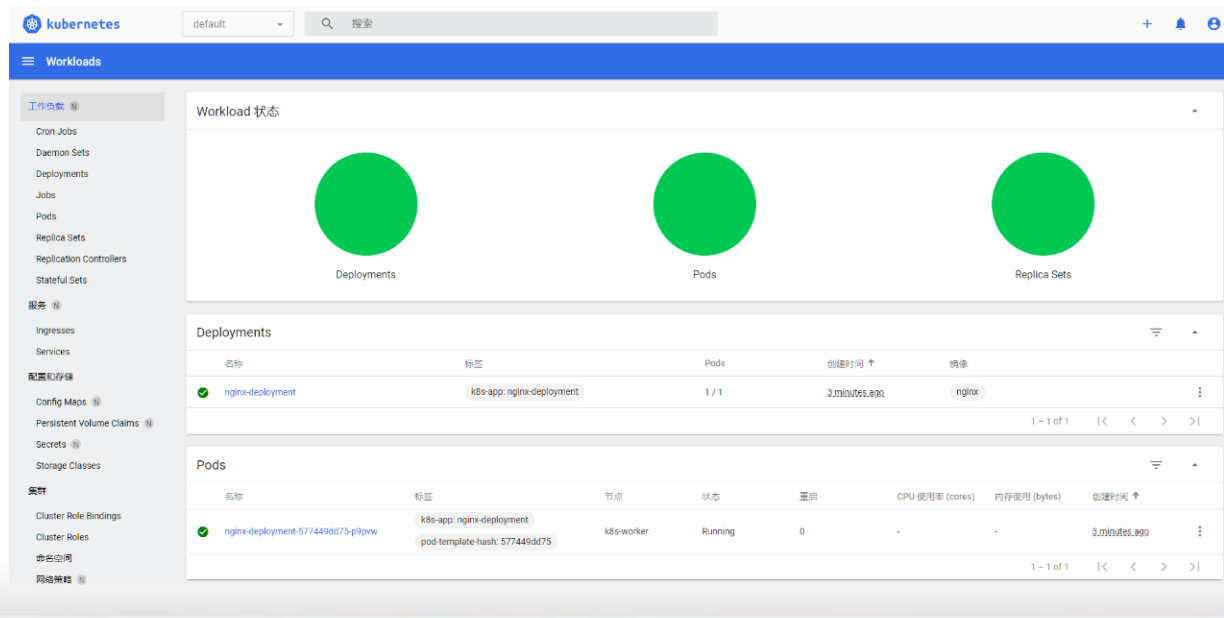 kubernetes
default
搜索
Workloads
工作负载 N
Cron Jobs
Daemon Sets
Deployments
Jobs
Pods
Replica Sets
Replication Controllers
Stateful Sets
服务 N
Ingresses
Services
配置和存储
Config Maps N
Persistent Volume Claims N
Secrets N
Storage Classes
集群
Cluster Role Bindings
Cluster Roles
命名空间
网络策略 N
Workload 状态
Deployments Pods Replica Sets
Deployments
名称 标签 Pods 创建时间 镜像
nginx-deployment k8s-app: nginx-deployment 1 / 1 3 minutes ago nginx
1 – 1 of 1
Pods
名称 标签 节点 状态 重启 CPU 使用率 (cores) 内存使用 (bytes) 创建时间
nginx-deployment-577449dd75-p9pvw k8s-app: nginx-deployment k8s-worker Running 0 - - 3 minutes ago
pod-template-hash: 577449dd75
1 – 1 of 1